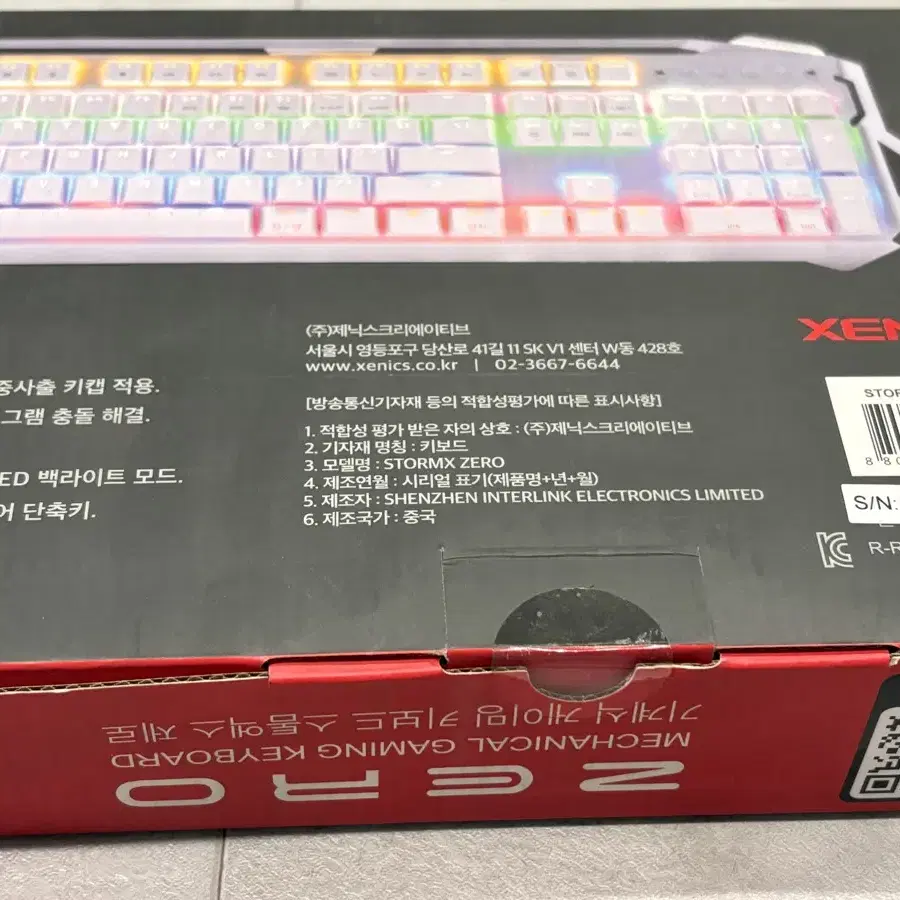 (주)제닉스크리에이티브
서울시 영등포구 당산로 41길 11 SK V1 센터 W동 428호
www.xenics.co.kr | 02-3667-6644
[방송통신기자재 등의 적합성평가에 따른 표시사항]
1. 적합성 평가 받은 자의 상호 : (주)제닉스크리에이티브
2. 기자재 명칭 : 키보드
3. 모델명 : STORMX ZERO
4. 제조연월 : 시리얼 표기(제품명+년+월)
5. 제조자 : SHENZHEN INTERLINK ELECTRONICS LIMITED
6. 제조국가 : 중국
중사출 키캡 적용.
그램 충돌 해결.
ED 백라이트 모드.
어 단축키.
XEN
STOR
8 80
S/N:
R-R
기계식 게이밍 키보드 스톰엑스 제로
MECHANICAL GAMING KEYBOARD
ZERO